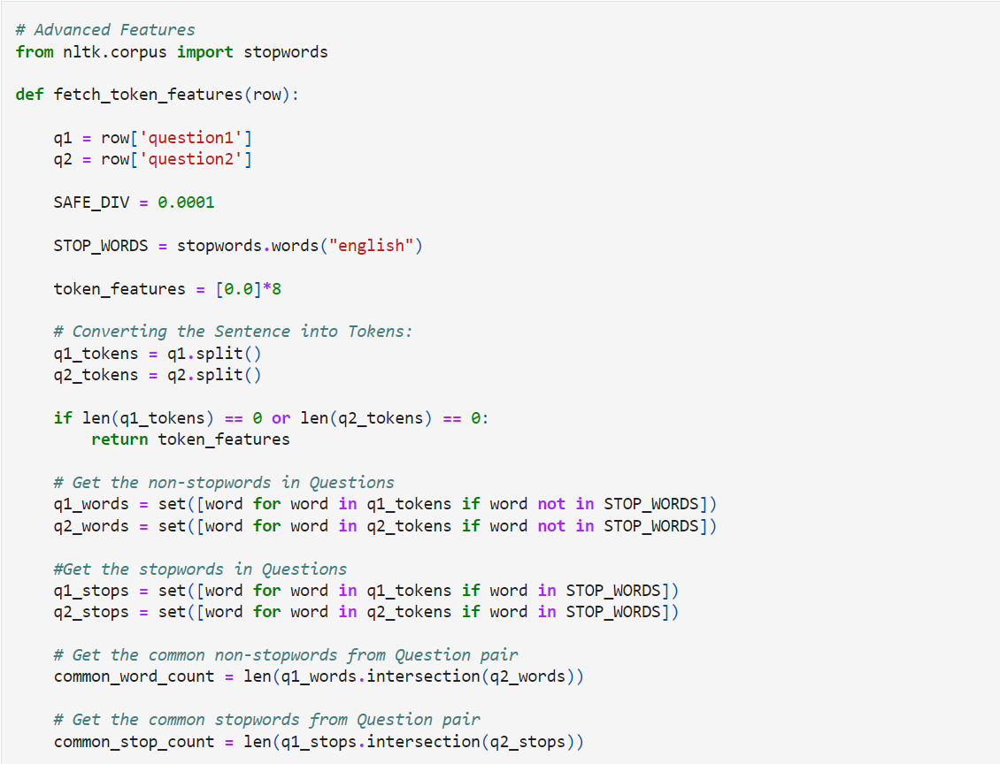 # Advanced Features
from nltk.corpus import stopwords
def fetch_token_features(row):
    q1 = row['question1']
    q2 = row['question2']
    SAFE_DIV = 0.0001
    STOP_WORDS = stopwords.words("english")
    token_features = [0.0]*8
    # Converting the Sentence into Tokens:
    q1_tokens = q1.split()
    q2_tokens = q2.split()
    if len(q1_tokens) == 0 or len(q2_tokens) == 0:
        return token_features
    # Get the non-stopwords in Questions
    q1_words = set([word for word in q1_tokens if word not in STOP_WORDS])
    q2_words = set([word for word in q2_tokens if word not in STOP_WORDS])
    #Get the stopwords in Questions
    q1_stops = set([word for word in q1_tokens if word in STOP_WORDS])
    q2_stops = set([word for word in q2_tokens if word in STOP_WORDS])
    # Get the common non-stopwords from Question pair
    common_word_count = len(q1_words.intersection(q2_words))
    # Get the common stopwords from Question pair
    common_stop_count = len(q1_stops.intersection(q2_stops))